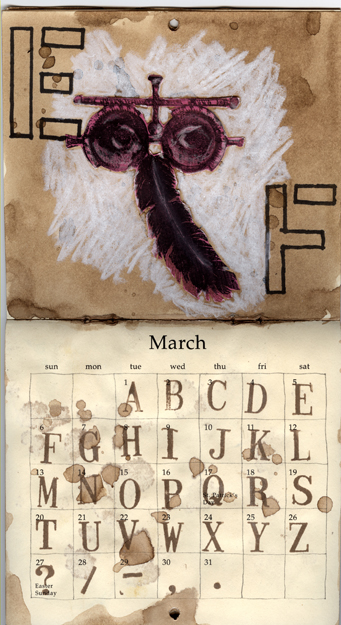 E
F
March
sun mon tue wed thu fri sat
1 2 3 4 5
A B C D E
6 7 8 9 10 11 12
F G H I J K L
13 14 15 16 17 18 19
M N O P Q R S
St. Patrick's
20 21 22 23 24 25 26
T U V W X Y Z
27 28 29 30 31
? / – , .
Easter
Sunday